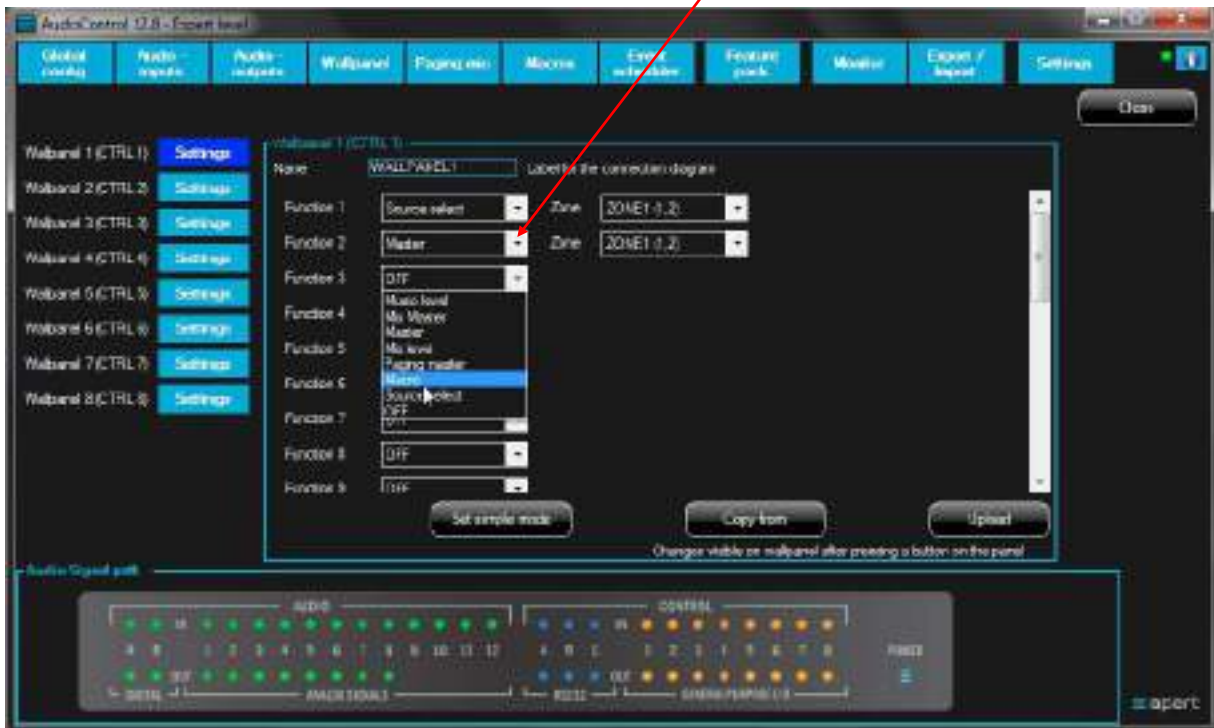 AudioControl 12.8 - Expert level
Global config
Audio-inputs
Audio-outputs
Wallpanel
Paging mic
Macros
Event scheduler
Feature pack
Monitor
Export / Import
Settings
Close
Wallpanel 1 (CTRL 1) Settings
Wallpanel 2 (CTRL 2) Settings
Wallpanel 3 (CTRL 3) Settings
Wallpanel 4 (CTRL 4) Settings
Wallpanel 5 (CTRL 5) Settings
Wallpanel 6 (CTRL 6) Settings
Wallpanel 7 (CTRL 7) Settings
Wallpanel 8 (CTRL 8) Settings
Wallpanel 1 (CTRL 1)
Name WALLPANEL1 Label for the connection diagram
Function 1 Source select Zone ZONE1 (1,2)
Function 2 Master Zone ZONE1 (1,2)
Function 3 OFF
Music level
Mic Master
Master
Mic level
Paging master
Macro
Source select
OFF
Function 4
Function 5
Function 6
Function 7 OFF
Function 8 OFF
Function 9 OFF
Set simple mode
Copy from
Upload
Changes visible on wallpanel after pressing a button on the panel
Audio Signal path
AUDIO CONTROL
IN IN
A B 1 2 3 4 5 6 7 8 9 10 11 12 A B C 1 2 3 4 5 6 7 8 POWER
OUT OUT
DIGITAL ANALOG SIGNALS RS232 GENERAL PURPOSE I/O
apart